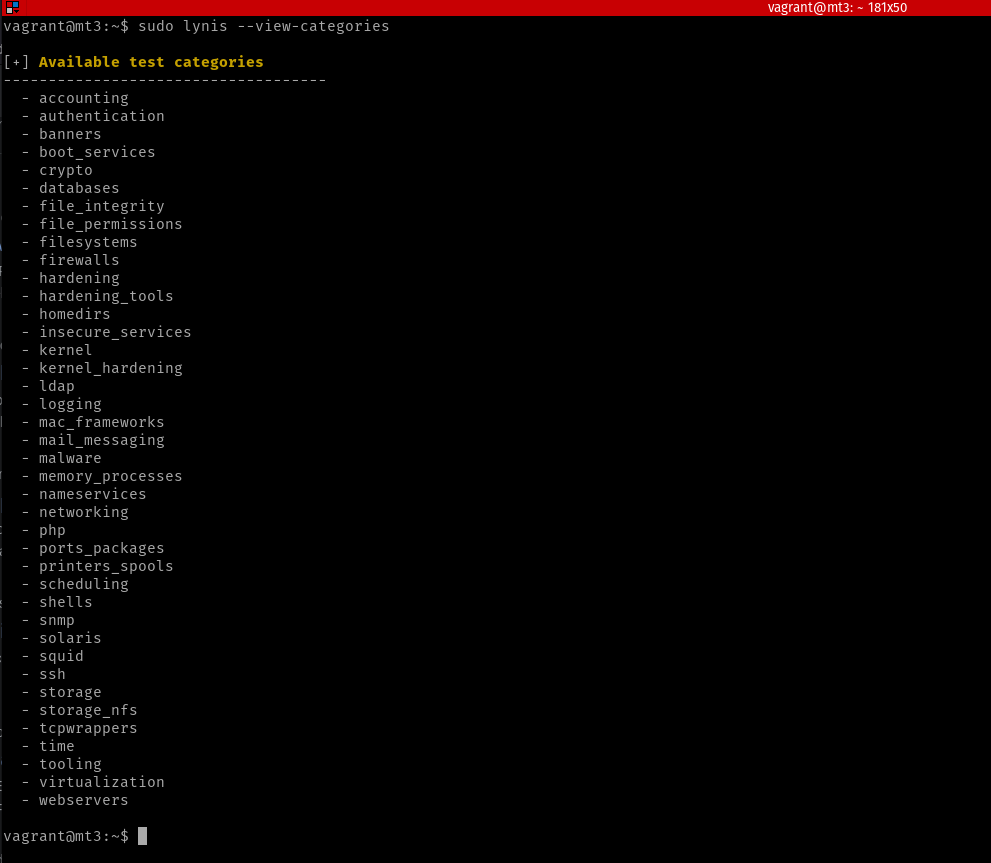 vagrant@mt3: ~ 181x50
vagrant@mt3:~$ sudo lynis --view-categories
[+] Available test categories
------------------------------------
- accounting
- authentication
- banners
- boot_services
- crypto
- databases
- file_integrity
- file_permissions
- filesystems
- firewalls
- hardening
- hardening_tools
- homedirs
- insecure_services
- kernel
- kernel_hardening
- ldap
- logging
- mac_frameworks
- mail_messaging
- malware
- memory_processes
- nameservices
- networking
- php
- ports_packages
- printers_spools
- scheduling
- shells
- snmp
- solaris
- squid
- ssh
- storage
- storage_nfs
- tcpwrappers
- time
- tooling
- virtualization
- webservers
vagrant@mt3:~$